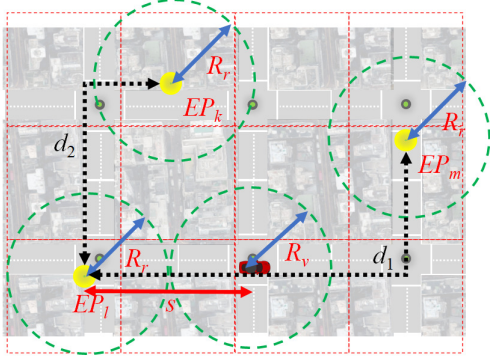 R_r
EP_k
R_r
d_2
EP_m
R_r
R_v
d_1
EP_l
s